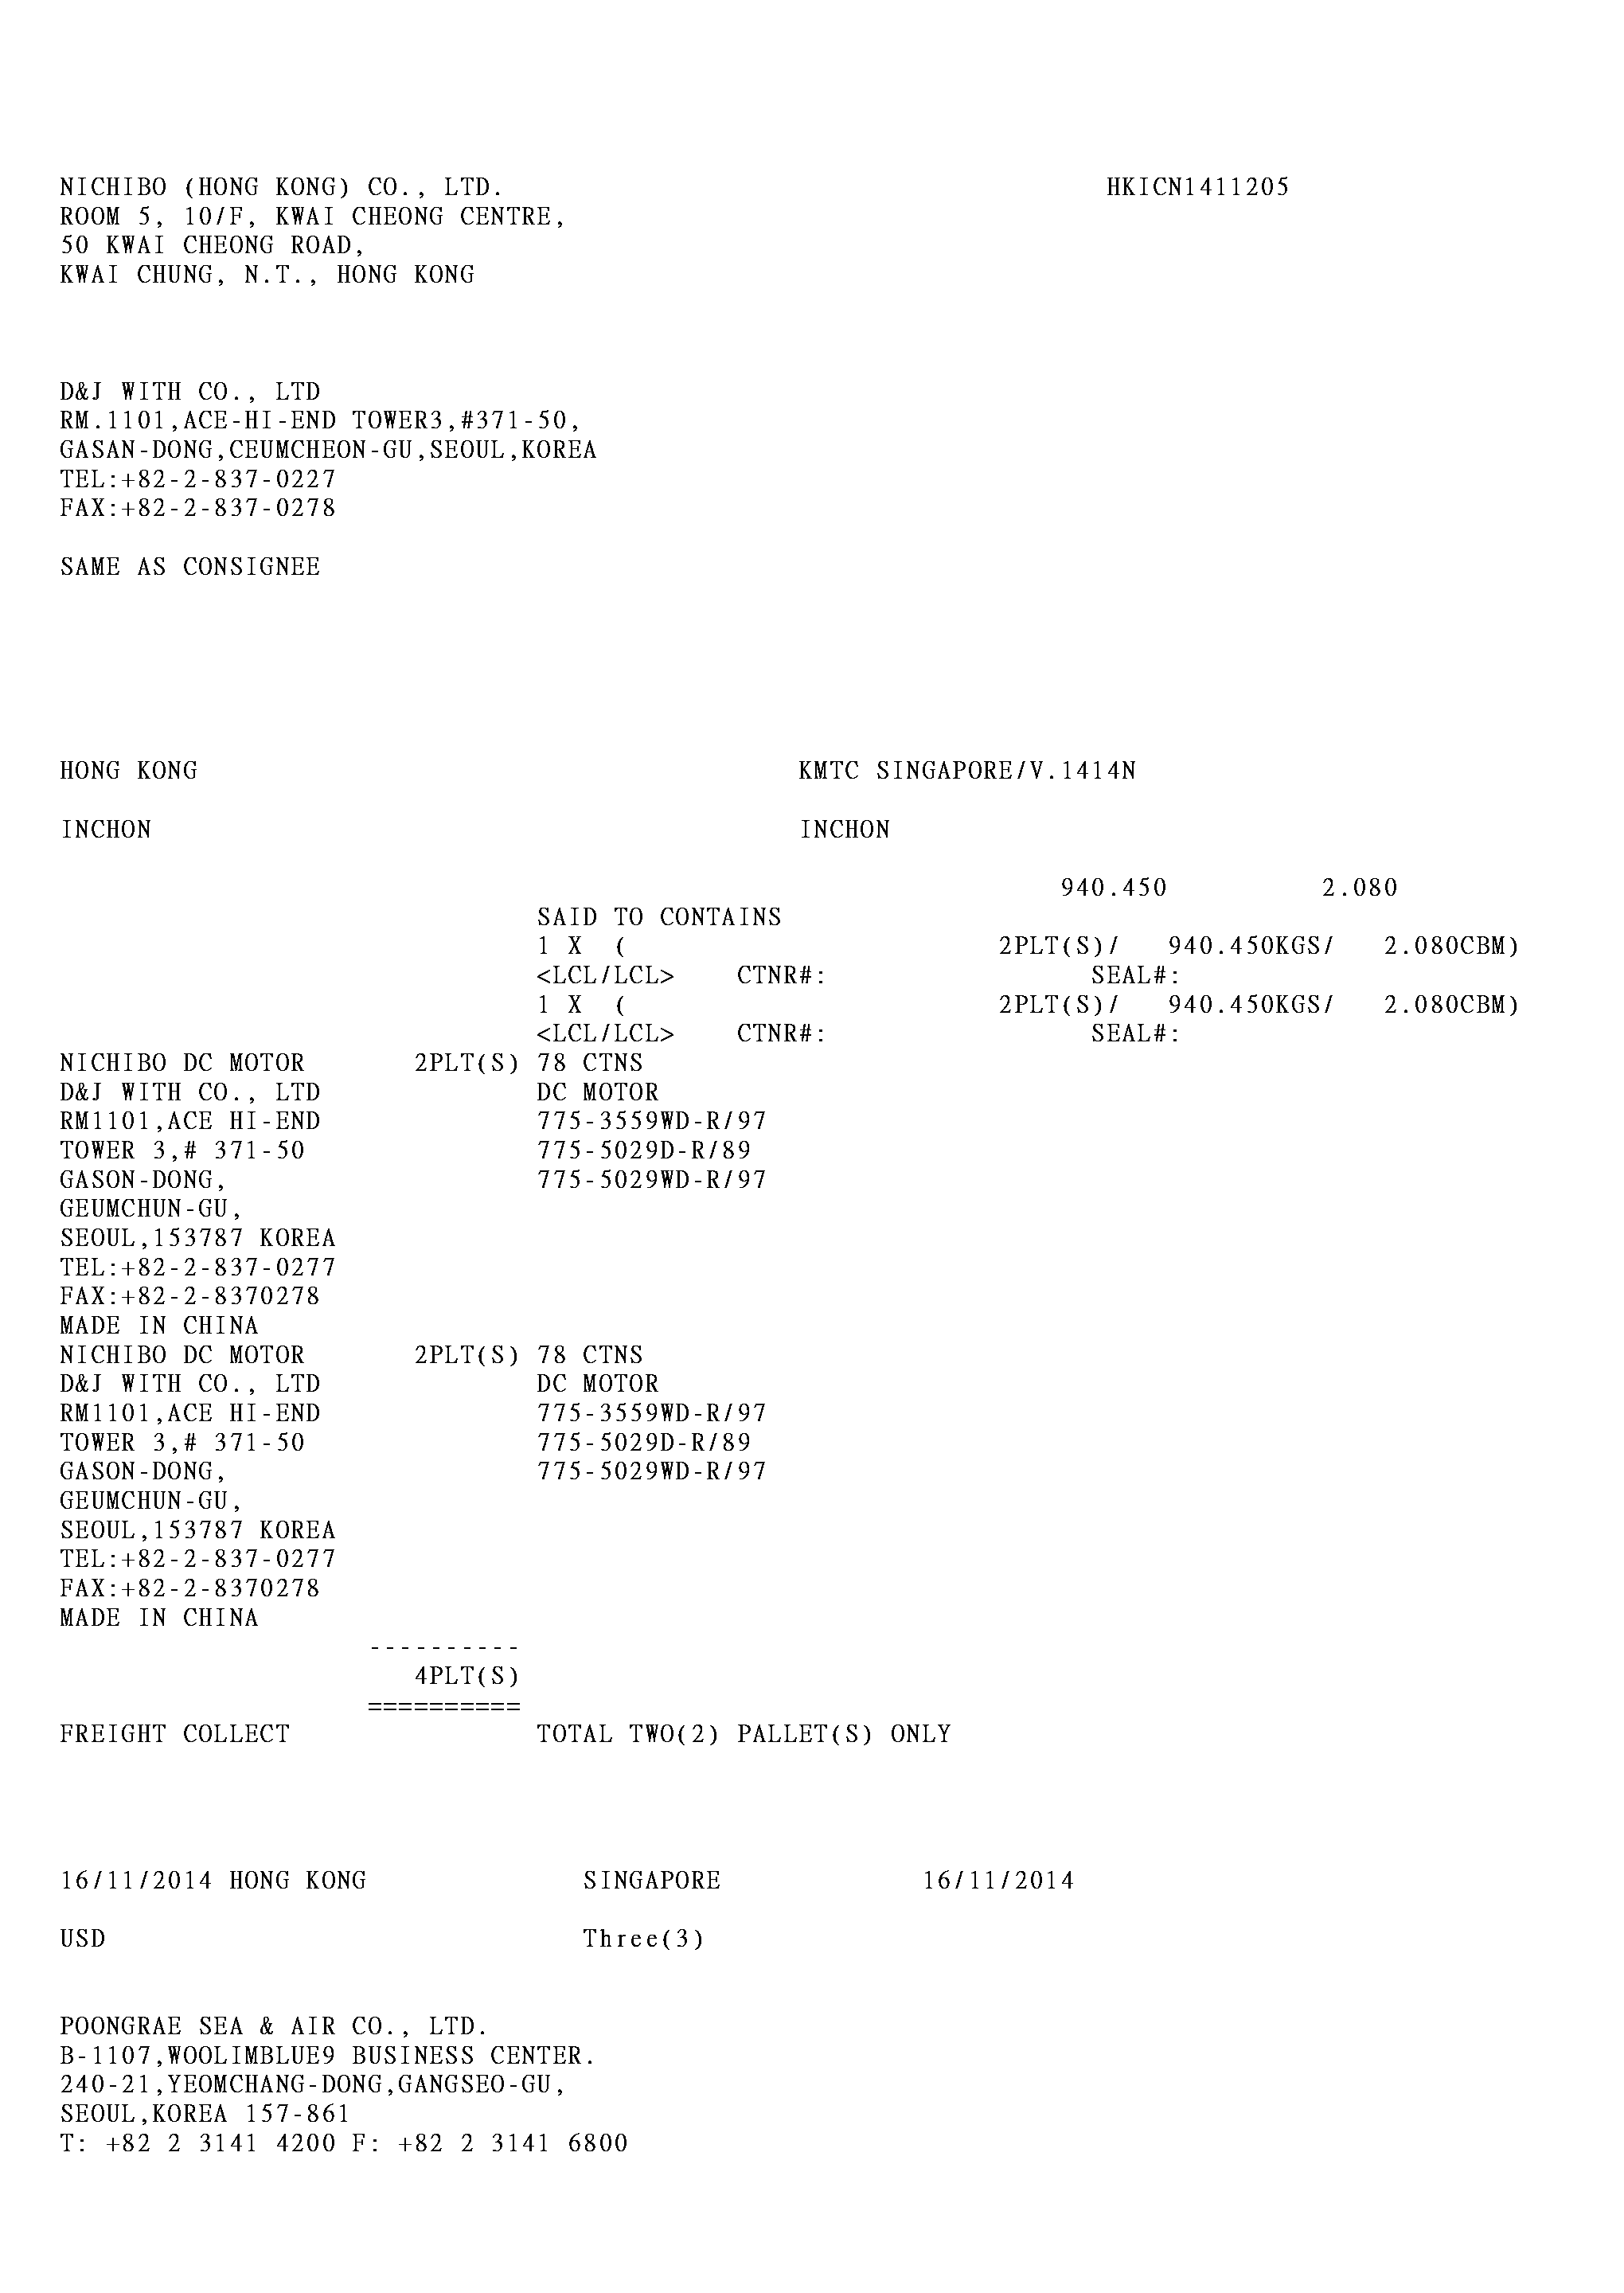 NICHIBO (HONG KONG) CO., LTD. HKICN1411205
ROOM 5, 10/F, KWAI CHEONG CENTRE,
50 KWAI CHEONG ROAD,
KWAI CHUNG, N.T., HONG KONG
D&J WITH CO., LTD
RM.1101,ACE-HI-END TOWER3,#371-50,
GASAN-DONG,CEUMCHEON-GU,SEOUL,KOREA
TEL:+82-2-837-0227
FAX:+82-2-837-0278
SAME AS CONSIGNEE
HONG KONG KMTC SINGAPORE/V.1414N
INCHON INCHON
940.450 2.080
SAID TO CONTAINS
1 X ( 2PLT(S)/ 940.450KGS/ 2.080CBM)
<LCL/LCL> CTNR#: SEAL#:
1 X ( 2PLT(S)/ 940.450KGS/ 2.080CBM)
<LCL/LCL> CTNR#: SEAL#:
NICHIBO DC MOTOR 2PLT(S) 78 CTNS
D&J WITH CO., LTD DC MOTOR
RM1101,ACE HI-END 775-3559WD-R/97
TOWER 3,# 371-50 775-5029D-R/89
GASON-DONG, 775-5029WD-R/97
GEUMCHUN-GU,
SEOUL,153787 KOREA
TEL:+82-2-837-0277
FAX:+82-2-8370278
MADE IN CHINA
NICHIBO DC MOTOR 2PLT(S) 78 CTNS
D&J WITH CO., LTD DC MOTOR
RM1101,ACE HI-END 775-3559WD-R/97
TOWER 3,# 371-50 775-5029D-R/89
GASON-DONG, 775-5029WD-R/97
GEUMCHUN-GU,
SEOUL,153787 KOREA
TEL:+82-2-837-0277
FAX:+82-2-8370278
MADE IN CHINA
----------
4PLT(S)
==========
FREIGHT COLLECT TOTAL TWO(2) PALLET(S) ONLY
16/11/2014 HONG KONG SINGAPORE 16/11/2014
USD Three(3)
POONGRAE SEA & AIR CO., LTD.
B-1107,WOOLIMBLUE9 BUSINESS CENTER.
240-21,YEOMCHANG-DONG,GANGSEO-GU,
SEOUL,KOREA 157-861
T: +82 2 3141 4200 F: +82 2 3141 6800